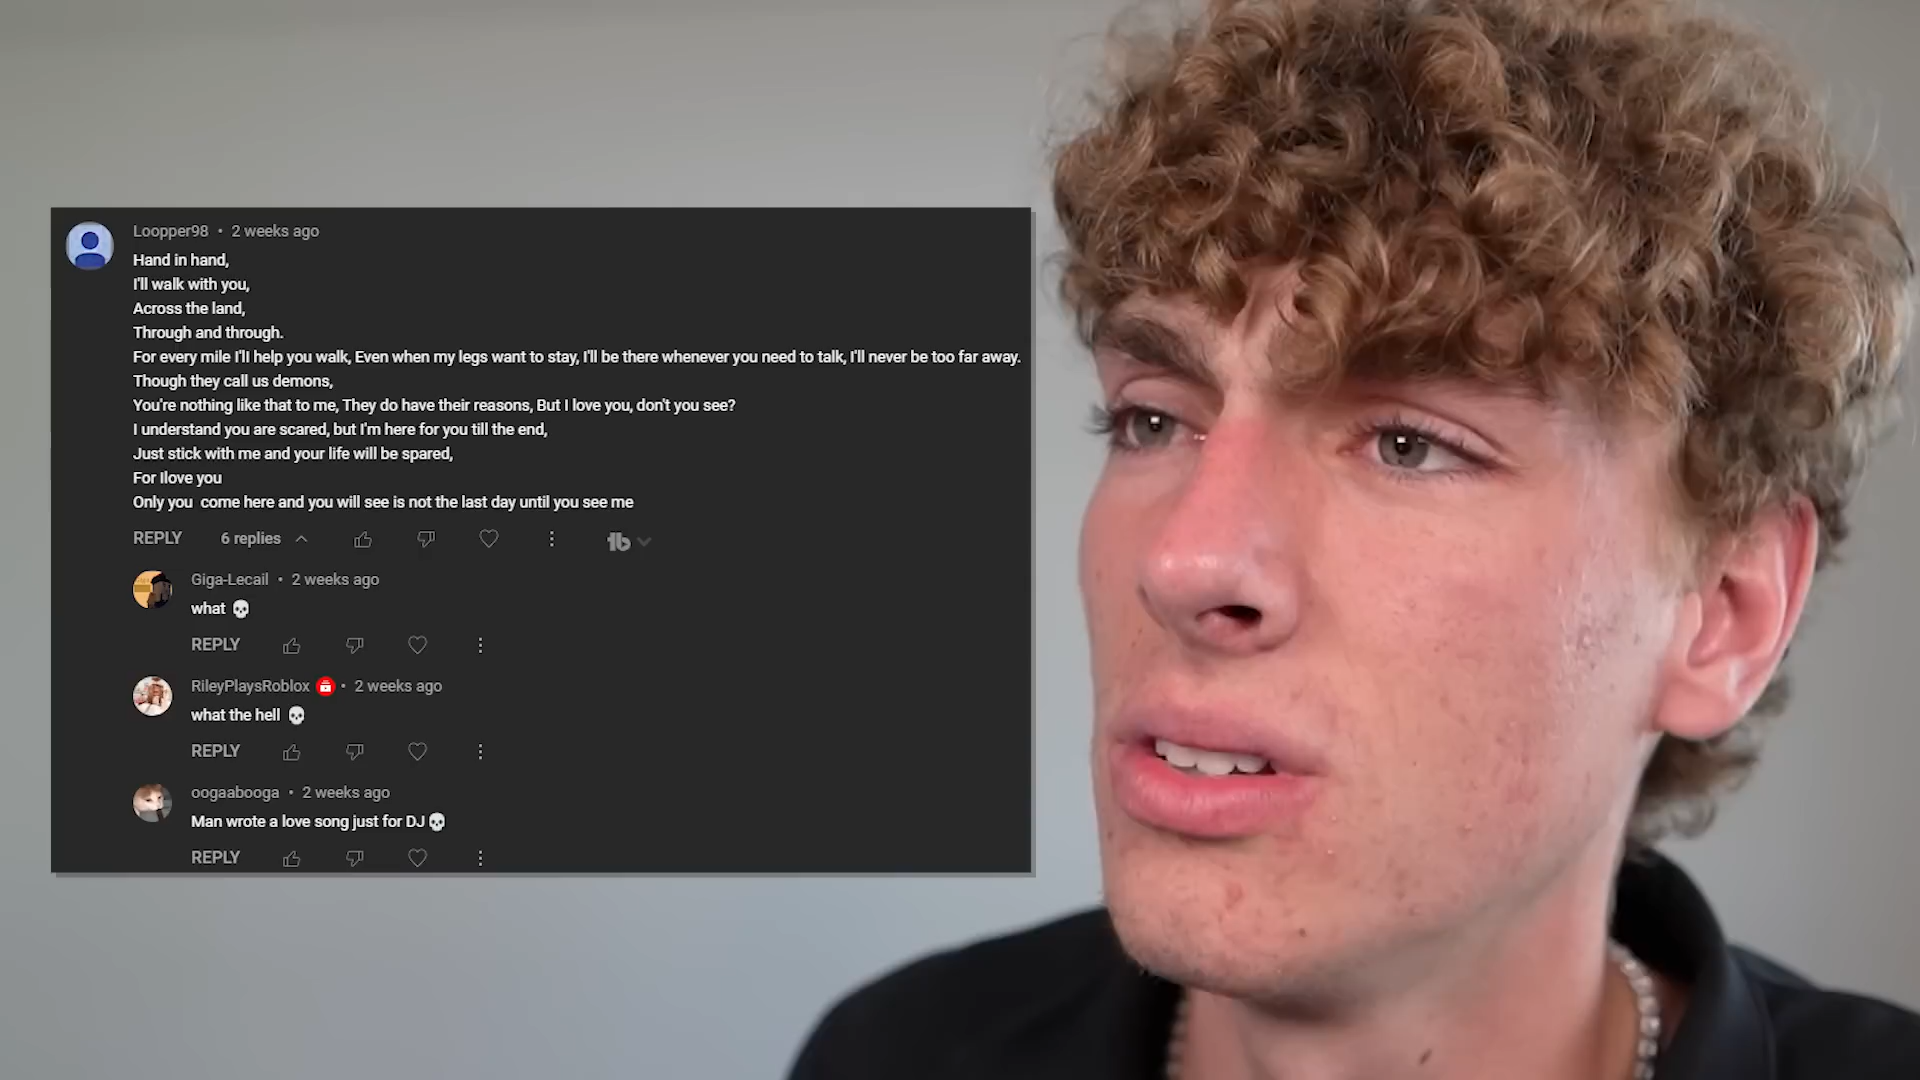 Loopper98 • 2 weeks ago
Hand in hand,
I'll walk with you,
Across the land,
Through and through.
For every mile I'll help you walk, Even when my legs want to stay, I'll be there whenever you need to talk, I'll never be too far away.
Though they call us demons,
You're nothing like that to me, They do have their reasons, But I love you, don't you see?
I understand you are scared, but I'm here for you till the end,
Just stick with me and your life will be spared,
For Ilove you
Only you  come here and you will see is not the last day until you see me
REPLY 6 replies
Giga-Lecail • 2 weeks ago
what 💀
REPLY
RileyPlaysRoblox • 2 weeks ago
what the hell 💀
REPLY
oogaabooga • 2 weeks ago
Man wrote a love song just for DJ💀
REPLY